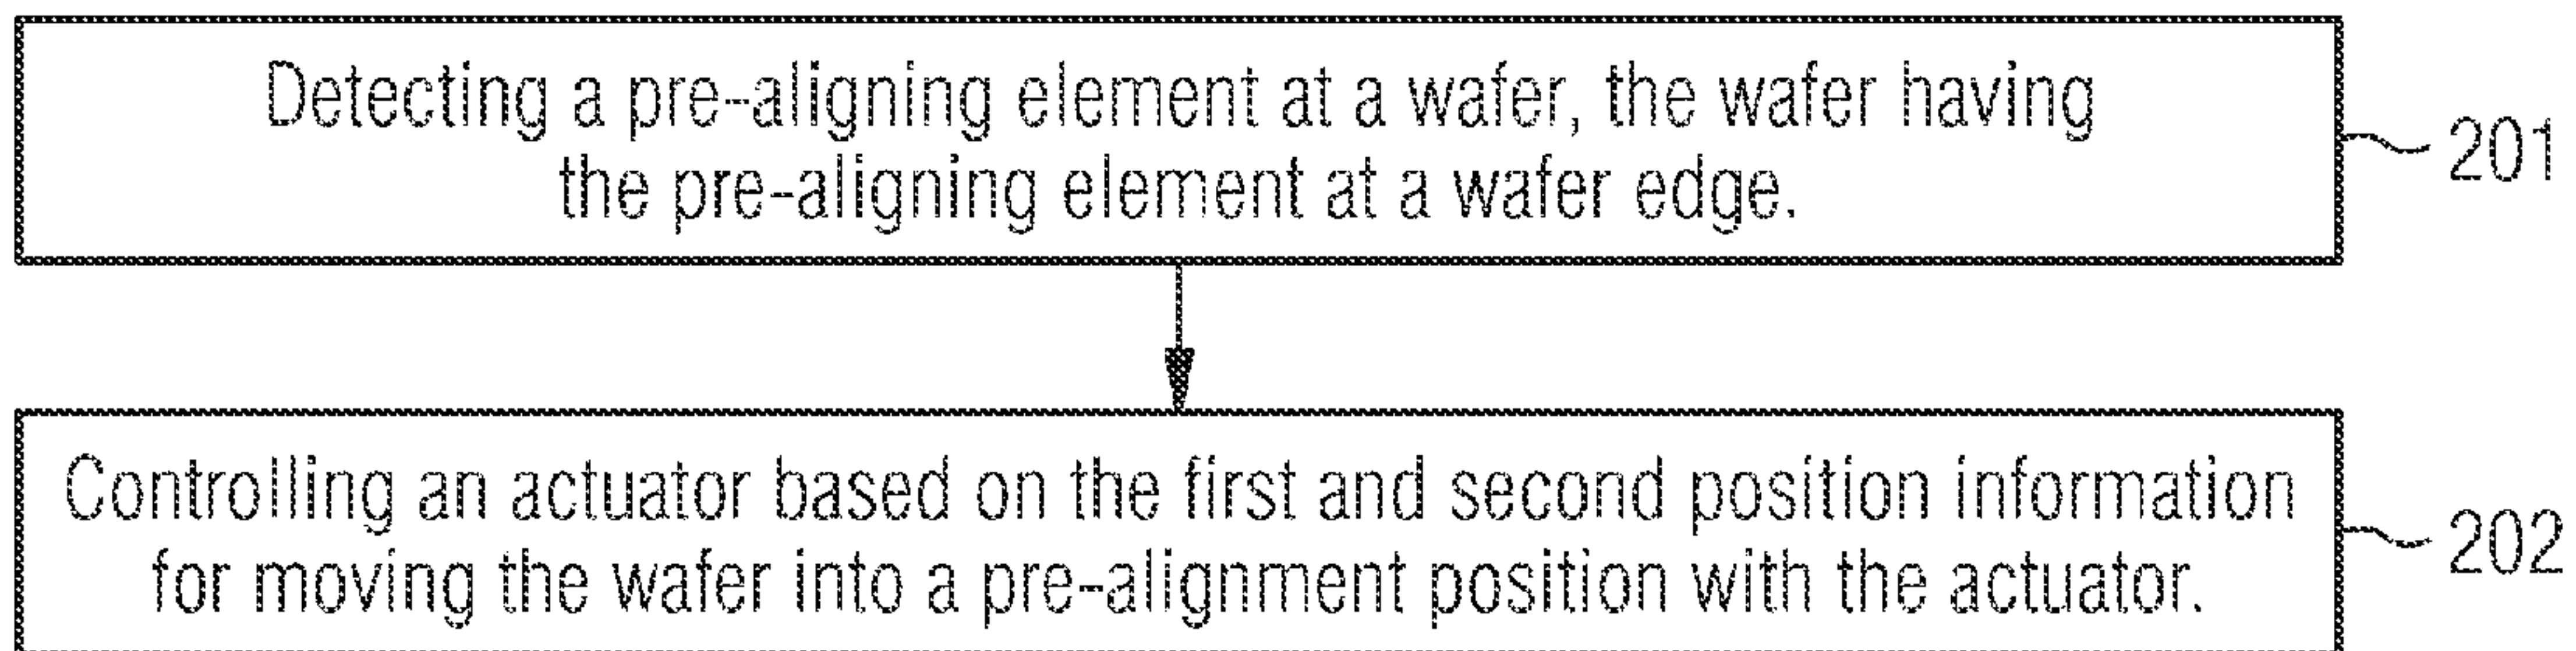 Detecting a pre-aligning element at a wafer, the wafer having
the pre-aligning element at a wafer edge.
201
Controlling an actuator based on the first and second position information
for moving the wafer into a pre-alignment position with the actuator.
202